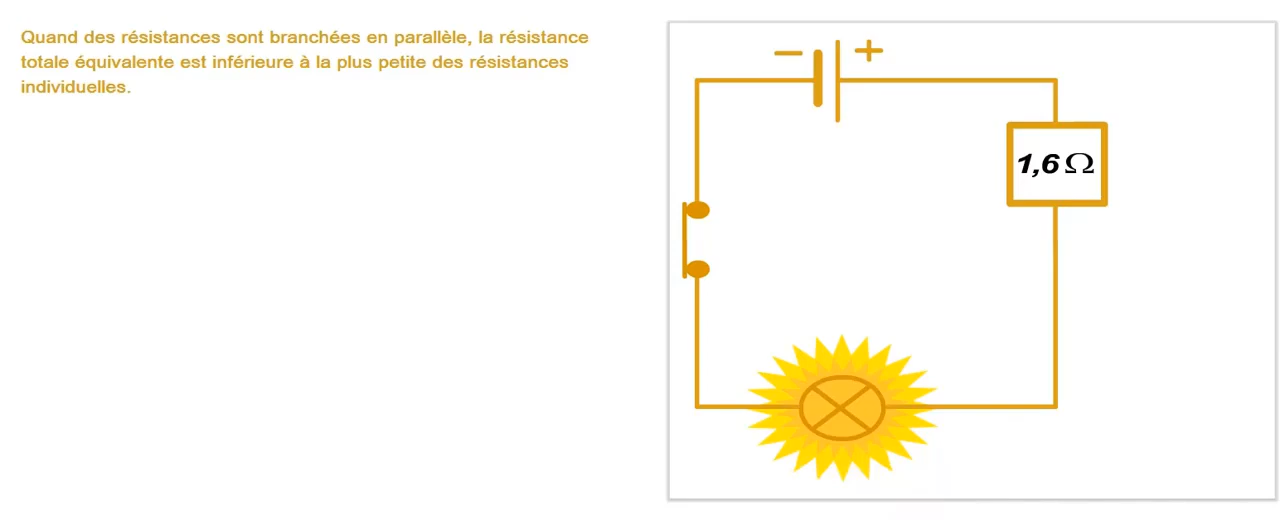 Quand des résistances sont branchées en parallèle, la résistance
totale équivalente est inférieure à la plus petite des résistances
individuelles.
− +
1,6 Ω